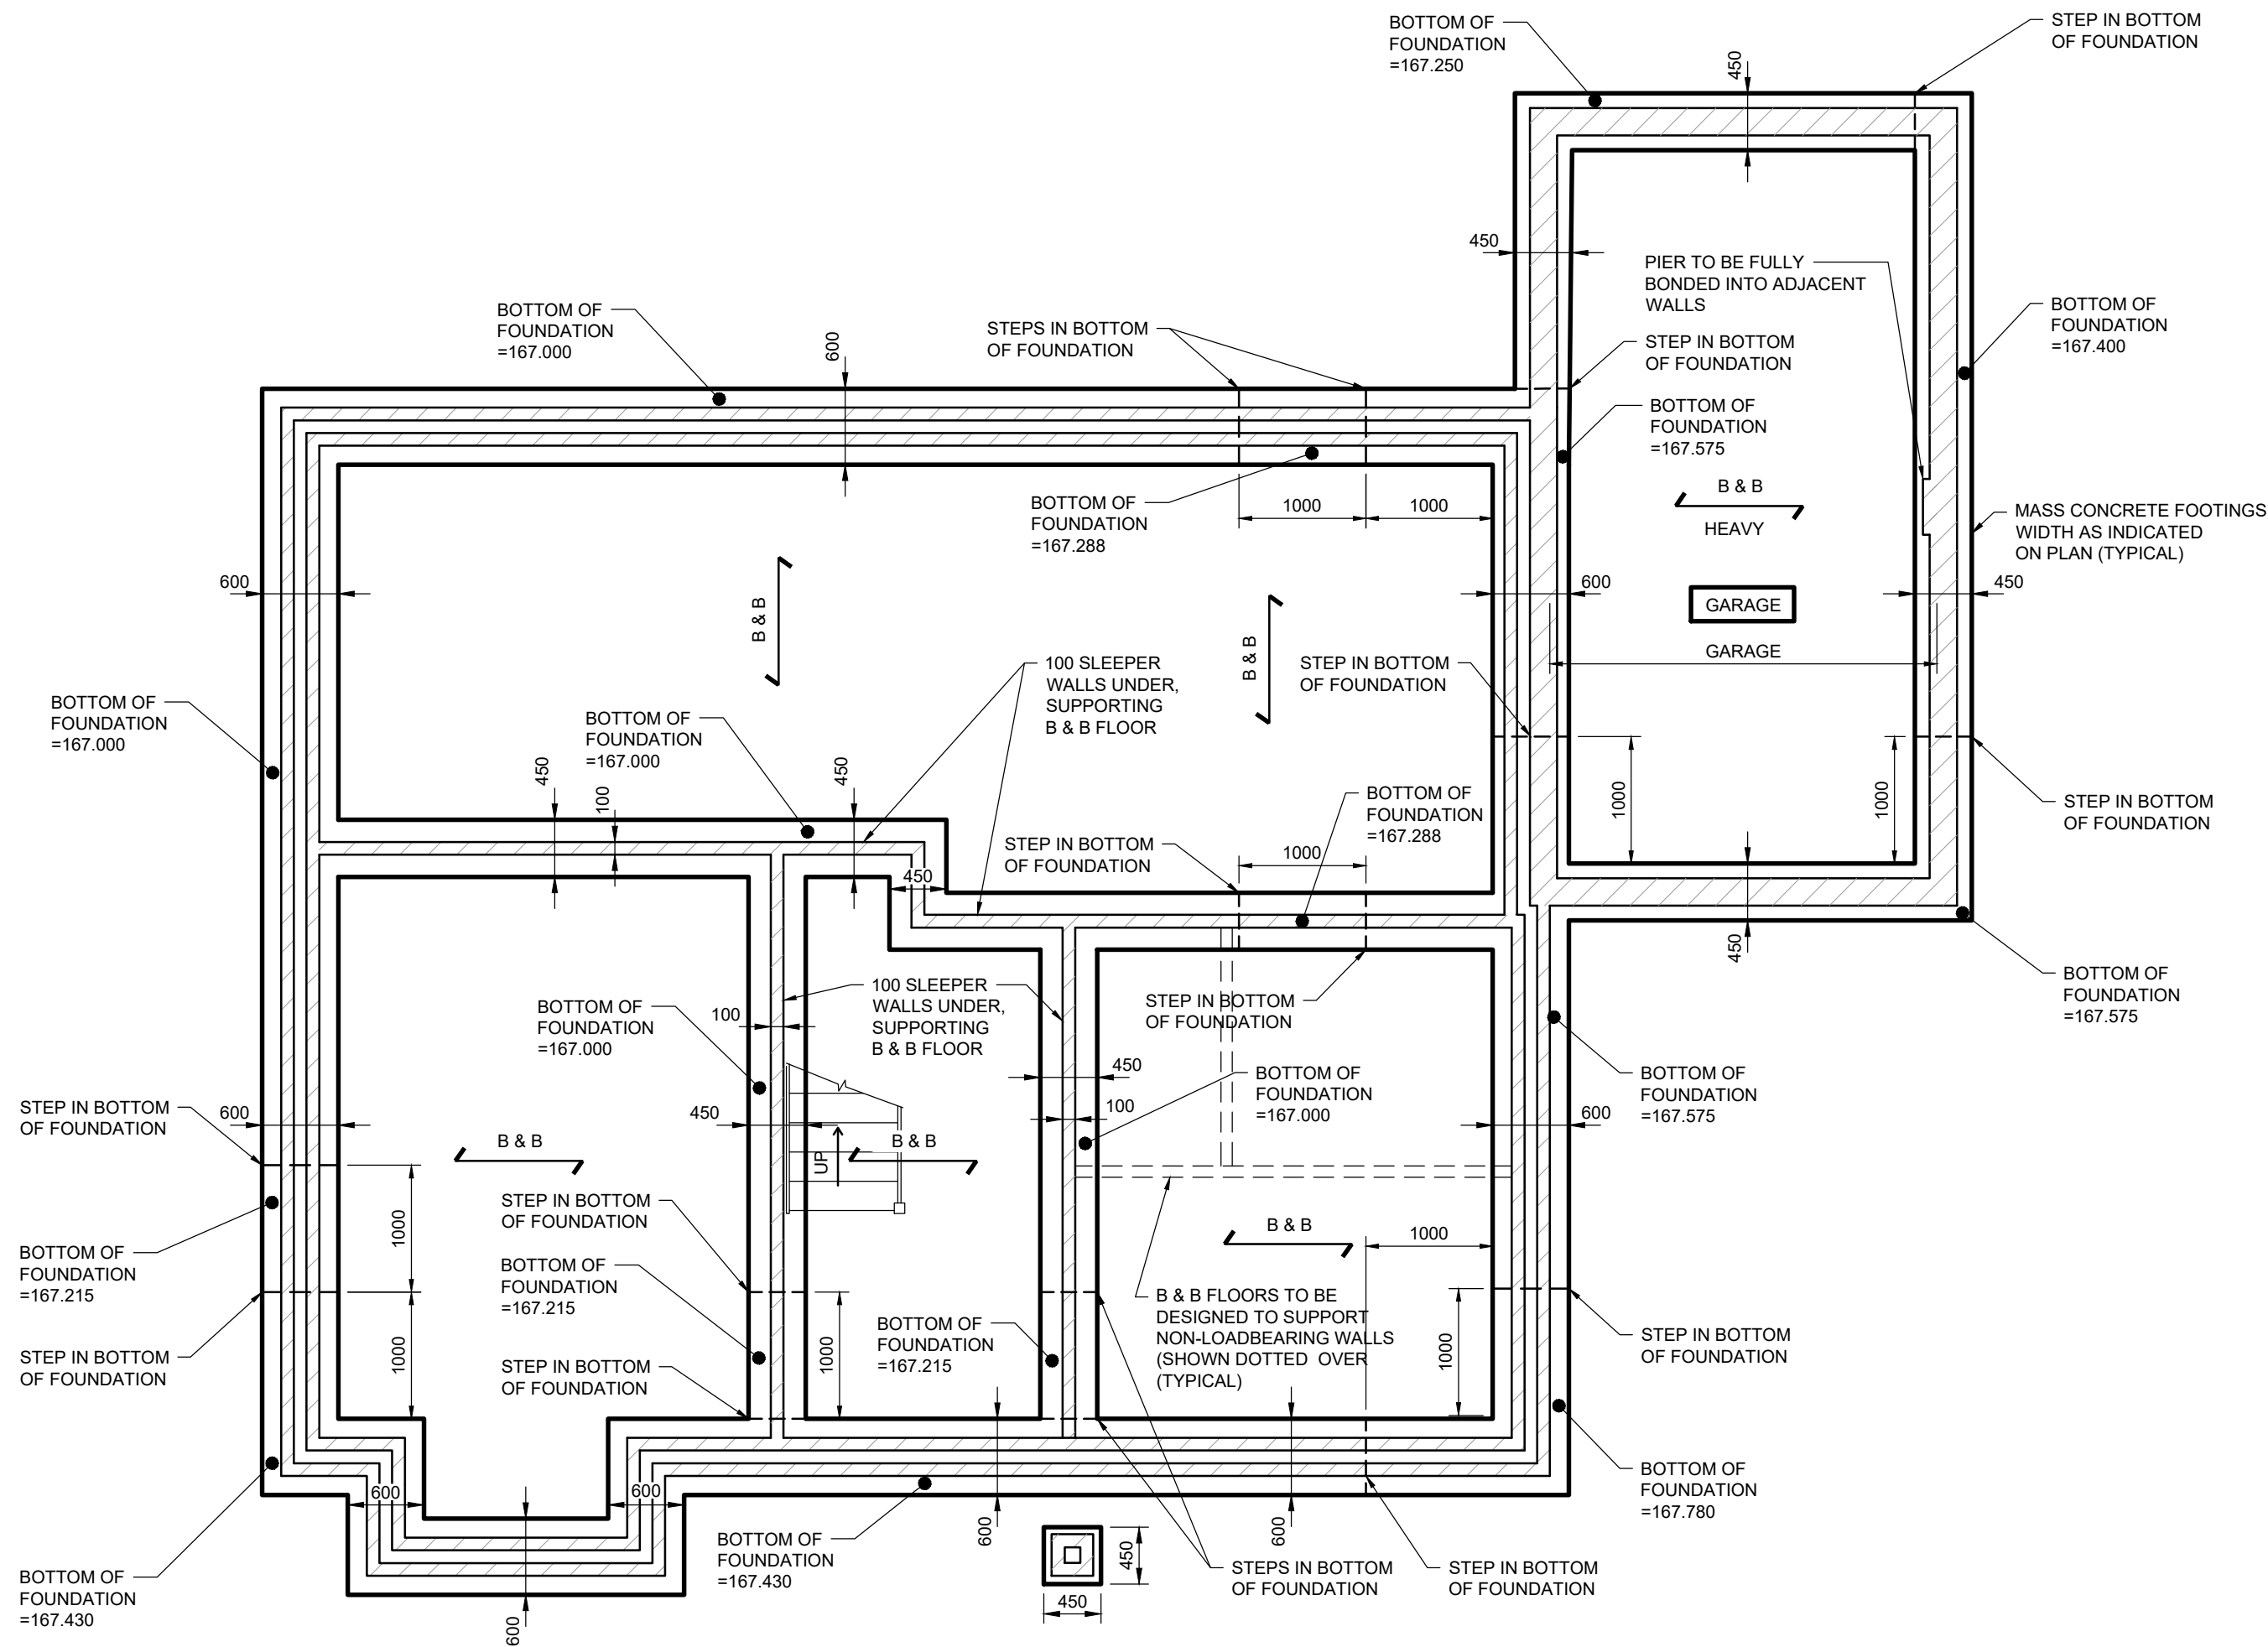 BOTTOM OF
FOUNDATION
=167.250
STEP IN BOTTOM
OF FOUNDATION
450
450
PIER TO BE FULLY
BONDED INTO ADJACENT
WALLS
BOTTOM OF
FOUNDATION
=167.000
STEPS IN BOTTOM
OF FOUNDATION
600
STEP IN BOTTOM
OF FOUNDATION
BOTTOM OF
FOUNDATION
=167.400
BOTTOM OF
FOUNDATION
=167.575
BOTTOM OF
FOUNDATION
=167.288
1000
1000
B & B
HEAVY
MASS CONCRETE FOOTINGS
WIDTH AS INDICATED
ON PLAN (TYPICAL)
600
B & B
B & B
600
GARAGE
450
GARAGE
100 SLEEPER
WALLS UNDER,
SUPPORTING
B & B FLOOR
STEP IN BOTTOM
OF FOUNDATION
BOTTOM OF
FOUNDATION
=167.000
BOTTOM OF
FOUNDATION
=167.000
450
100
450
BOTTOM OF
FOUNDATION
=167.288
1000
1000
STEP IN BOTTOM
OF FOUNDATION
STEP IN BOTTOM
OF FOUNDATION
1000
450
450
BOTTOM OF
FOUNDATION
=167.000
100
100 SLEEPER
WALLS UNDER,
SUPPORTING
B & B FLOOR
STEP IN BOTTOM
OF FOUNDATION
BOTTOM OF
FOUNDATION
=167.575
450
BOTTOM OF
FOUNDATION
=167.000
BOTTOM OF
FOUNDATION
=167.575
STEP IN BOTTOM
OF FOUNDATION
600
450
100
600
B & B
UP
B & B
STEP IN BOTTOM
OF FOUNDATION
1000
B & B
1000
BOTTOM OF
FOUNDATION
=167.215
BOTTOM OF
FOUNDATION
=167.215
B & B FLOORS TO BE
DESIGNED TO SUPPORT
NON-LOADBEARING WALLS
(SHOWN DOTTED OVER
(TYPICAL)
BOTTOM OF
FOUNDATION
=167.215
STEP IN BOTTOM
OF FOUNDATION
1000
STEP IN BOTTOM
OF FOUNDATION
1000
1000
STEP IN BOTTOM
OF FOUNDATION
600
600
BOTTOM OF
FOUNDATION
=167.780
BOTTOM OF
FOUNDATION
=167.430
600
600
450
450
STEPS IN BOTTOM
OF FOUNDATION
STEP IN BOTTOM
OF FOUNDATION
BOTTOM OF
FOUNDATION
=167.430
600